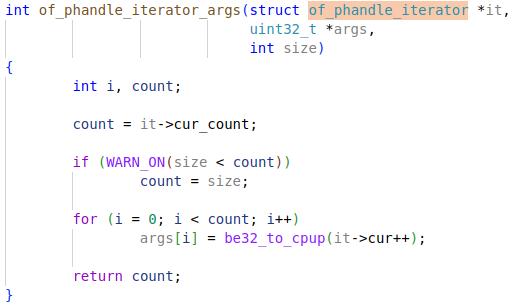 int of_phandle_iterator_args(struct of_phandle_iterator *it,
uint32_t *args,
int size)
{
int i, count;
count = it->cur_count;
if (WARN_ON(size < count))
count = size;
for (i = 0; i < count; i++)
args[i] = be32_to_cpup(it->cur++);
return count;
}